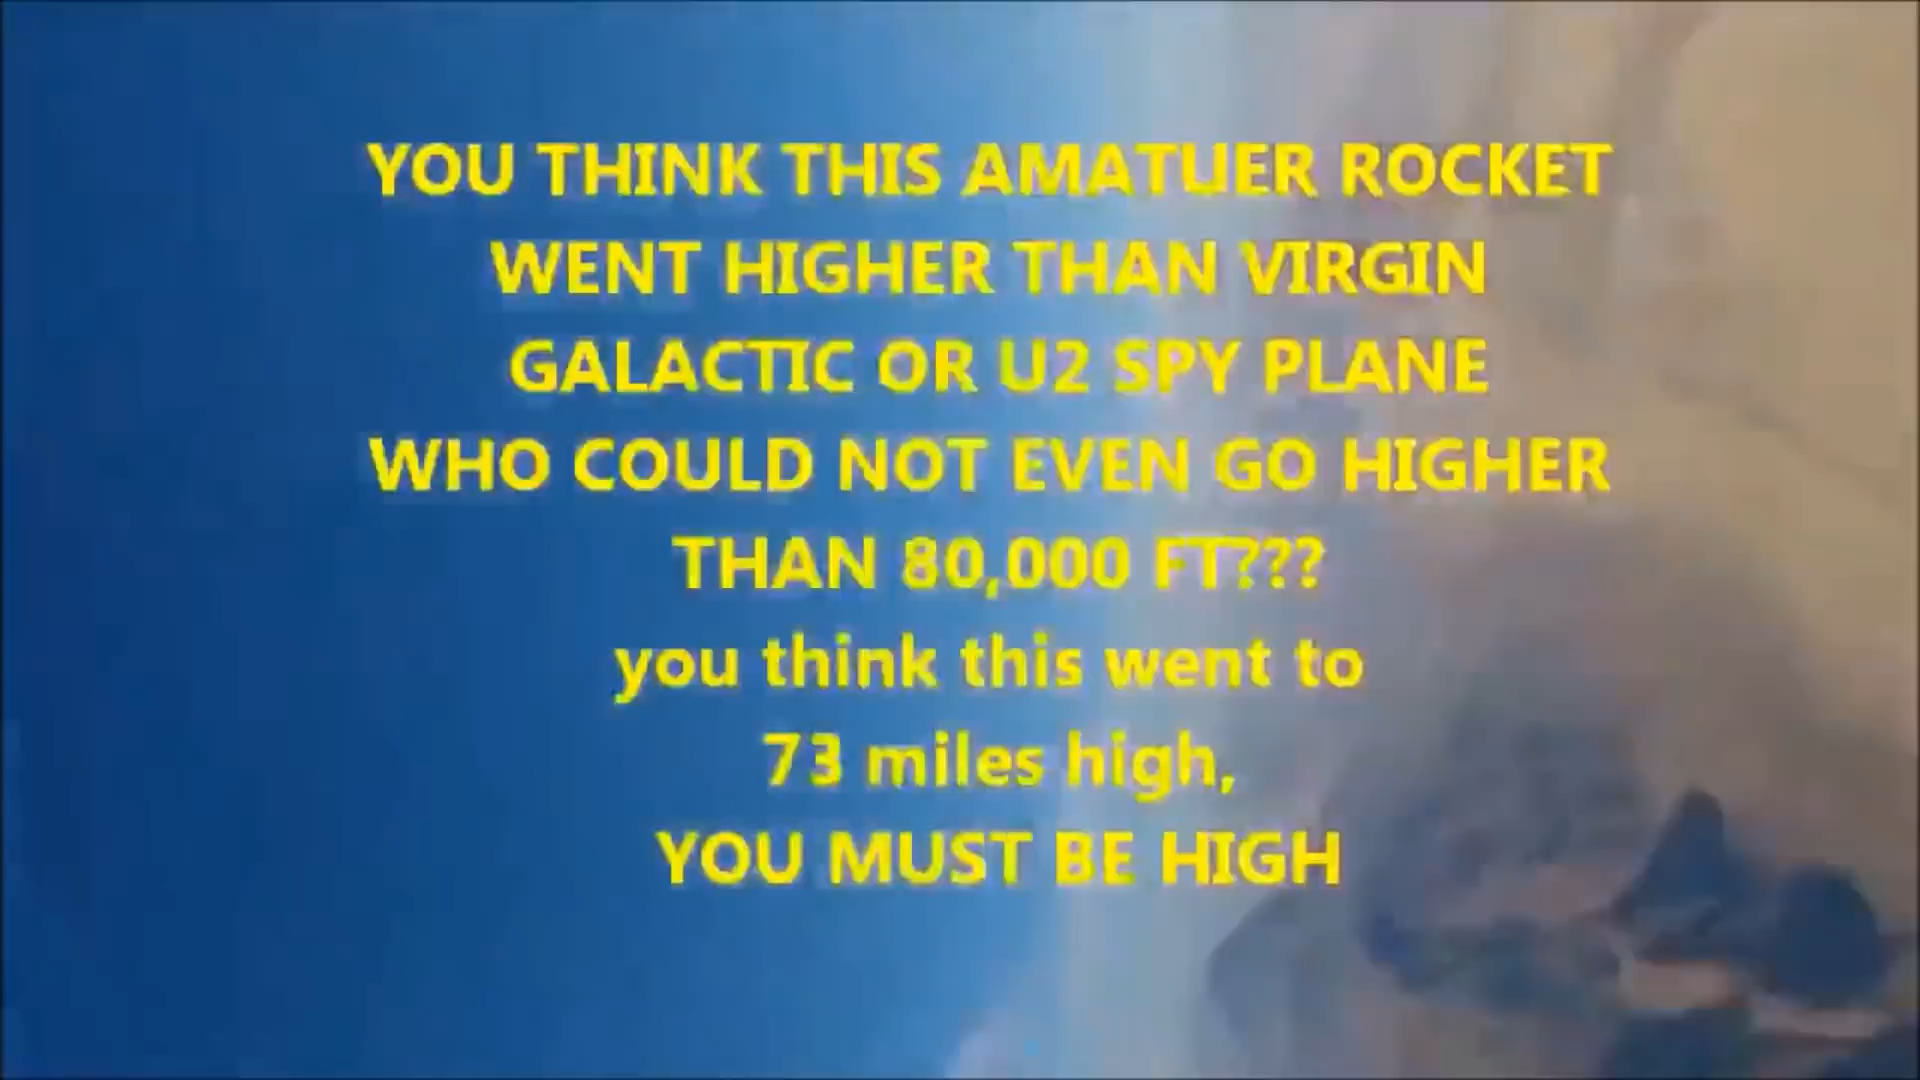 YOU THINK THIS AMATUER ROCKET
WENT HIGHER THAN VIRGIN
GALACTIC OR U2 SPY PLANE
WHO COULD NOT EVEN GO HIGHER
THAN 80,000 FT???
you think this went to
73 miles high,
YOU MUST BE HIGH